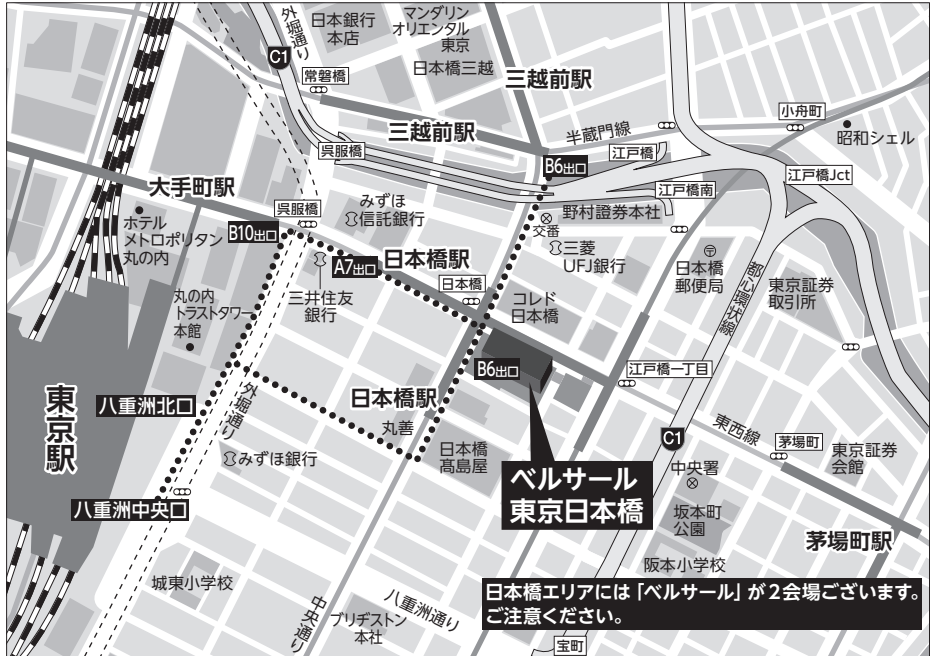 外堀通り
日本銀行
本店
マンダリン
オリエンタル
東京
日本橋三越
C1
常磐橋
三越前駅
小舟町
昭和シェル
三越前駅
半蔵門線
呉服橋
江戸橋
B6出口
江戸橋Jct
大手町駅
江戸橋南
みずほ
信託銀行
呉服橋
野村證券本社
ホテル
メトロポリタン
丸の内
B10出口
交番
三菱
UFJ銀行
日本橋駅
A7出口
日本橋
郵便局
都心環状線
東京証券
取引所
日本橋
三井住友
銀行
コレド
日本橋
丸の内
トラストタワー
本館
B6出口
江戸橋一丁目
東京駅
八重洲北口
外堀通り
日本橋駅
丸善
東西線
C1
茅場町
東京証券
会館
みずほ銀行
日本橋
髙島屋
中央署
ベルサール
東京日本橋
八重洲中央口
坂本町
公園
茅場町駅
阪本小学校
城東小学校
日本橋エリアには「ベルサール」が2会場ございます。
ご注意ください。
中央通り
ブリヂストン
本社
八重洲通り
宝町